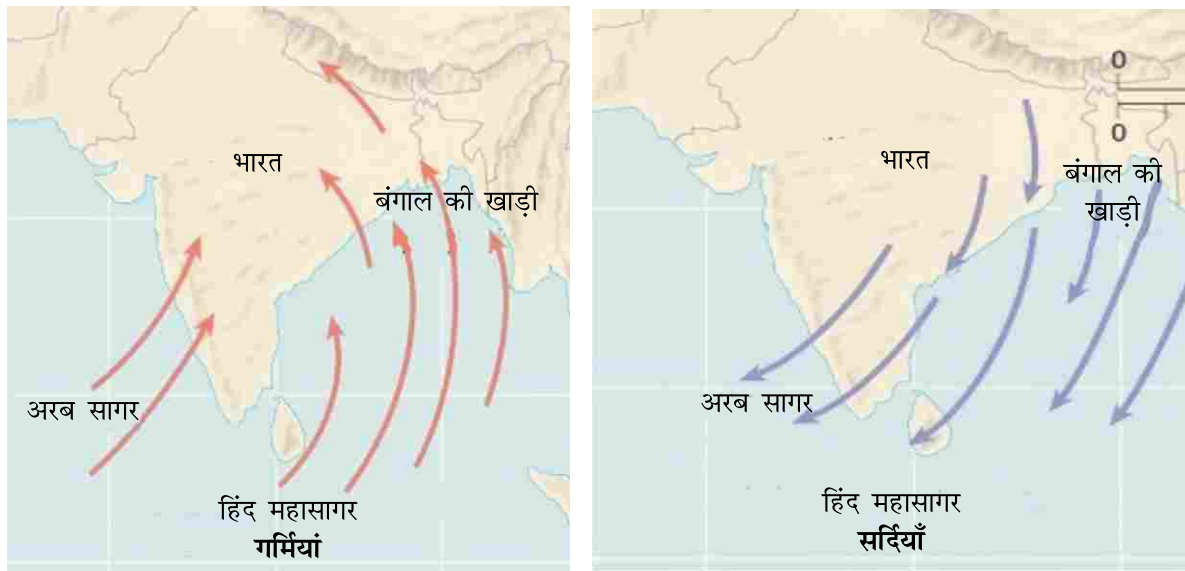 भारत
बंगाल की खाड़ी
अरब सागर
हिंद महासागर
गर्मियां
0
0
भारत
बंगाल की
खाड़ी
अरब सागर
हिंद महासागर
सर्दियाँ